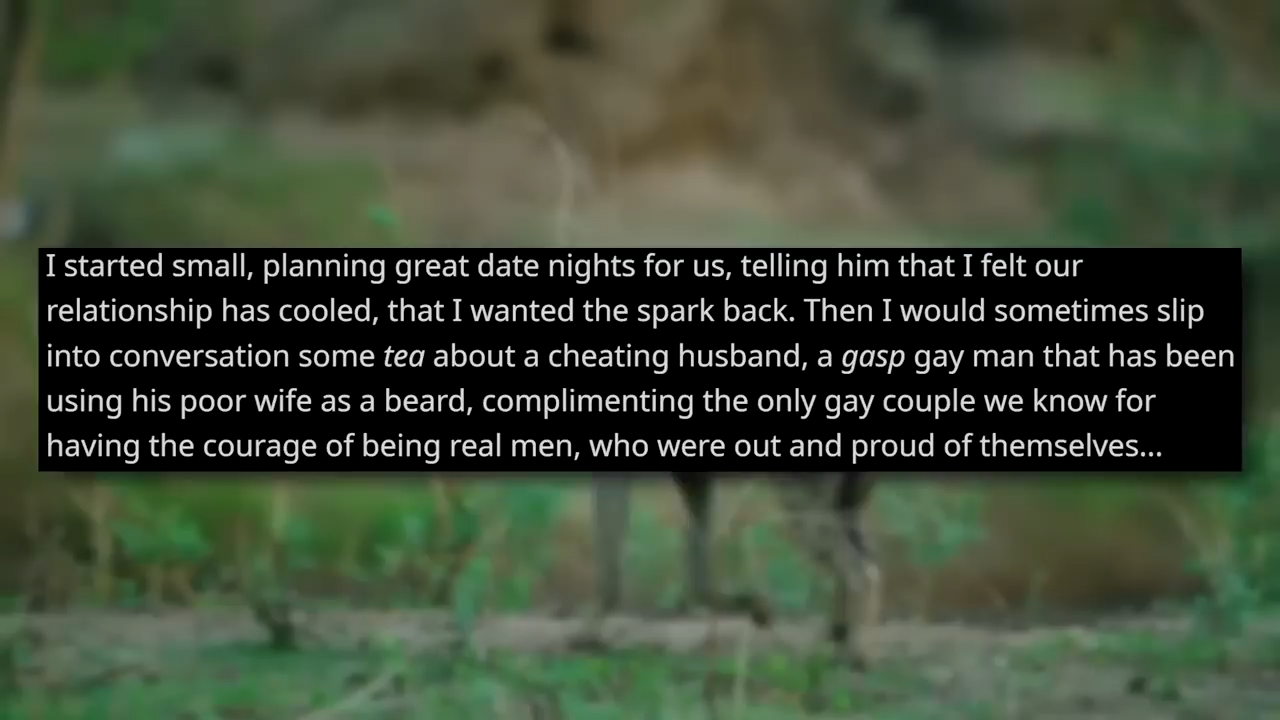 I started small, planning great date nights for us, telling him that I felt our
relationship has cooled, that I wanted the spark back. Then I would sometimes slip
into conversation some tea about a cheating husband, a gasp gay man that has been
using his poor wife as a beard, complimenting the only gay couple we know for
having the courage of being real men, who were out and proud of themselves...